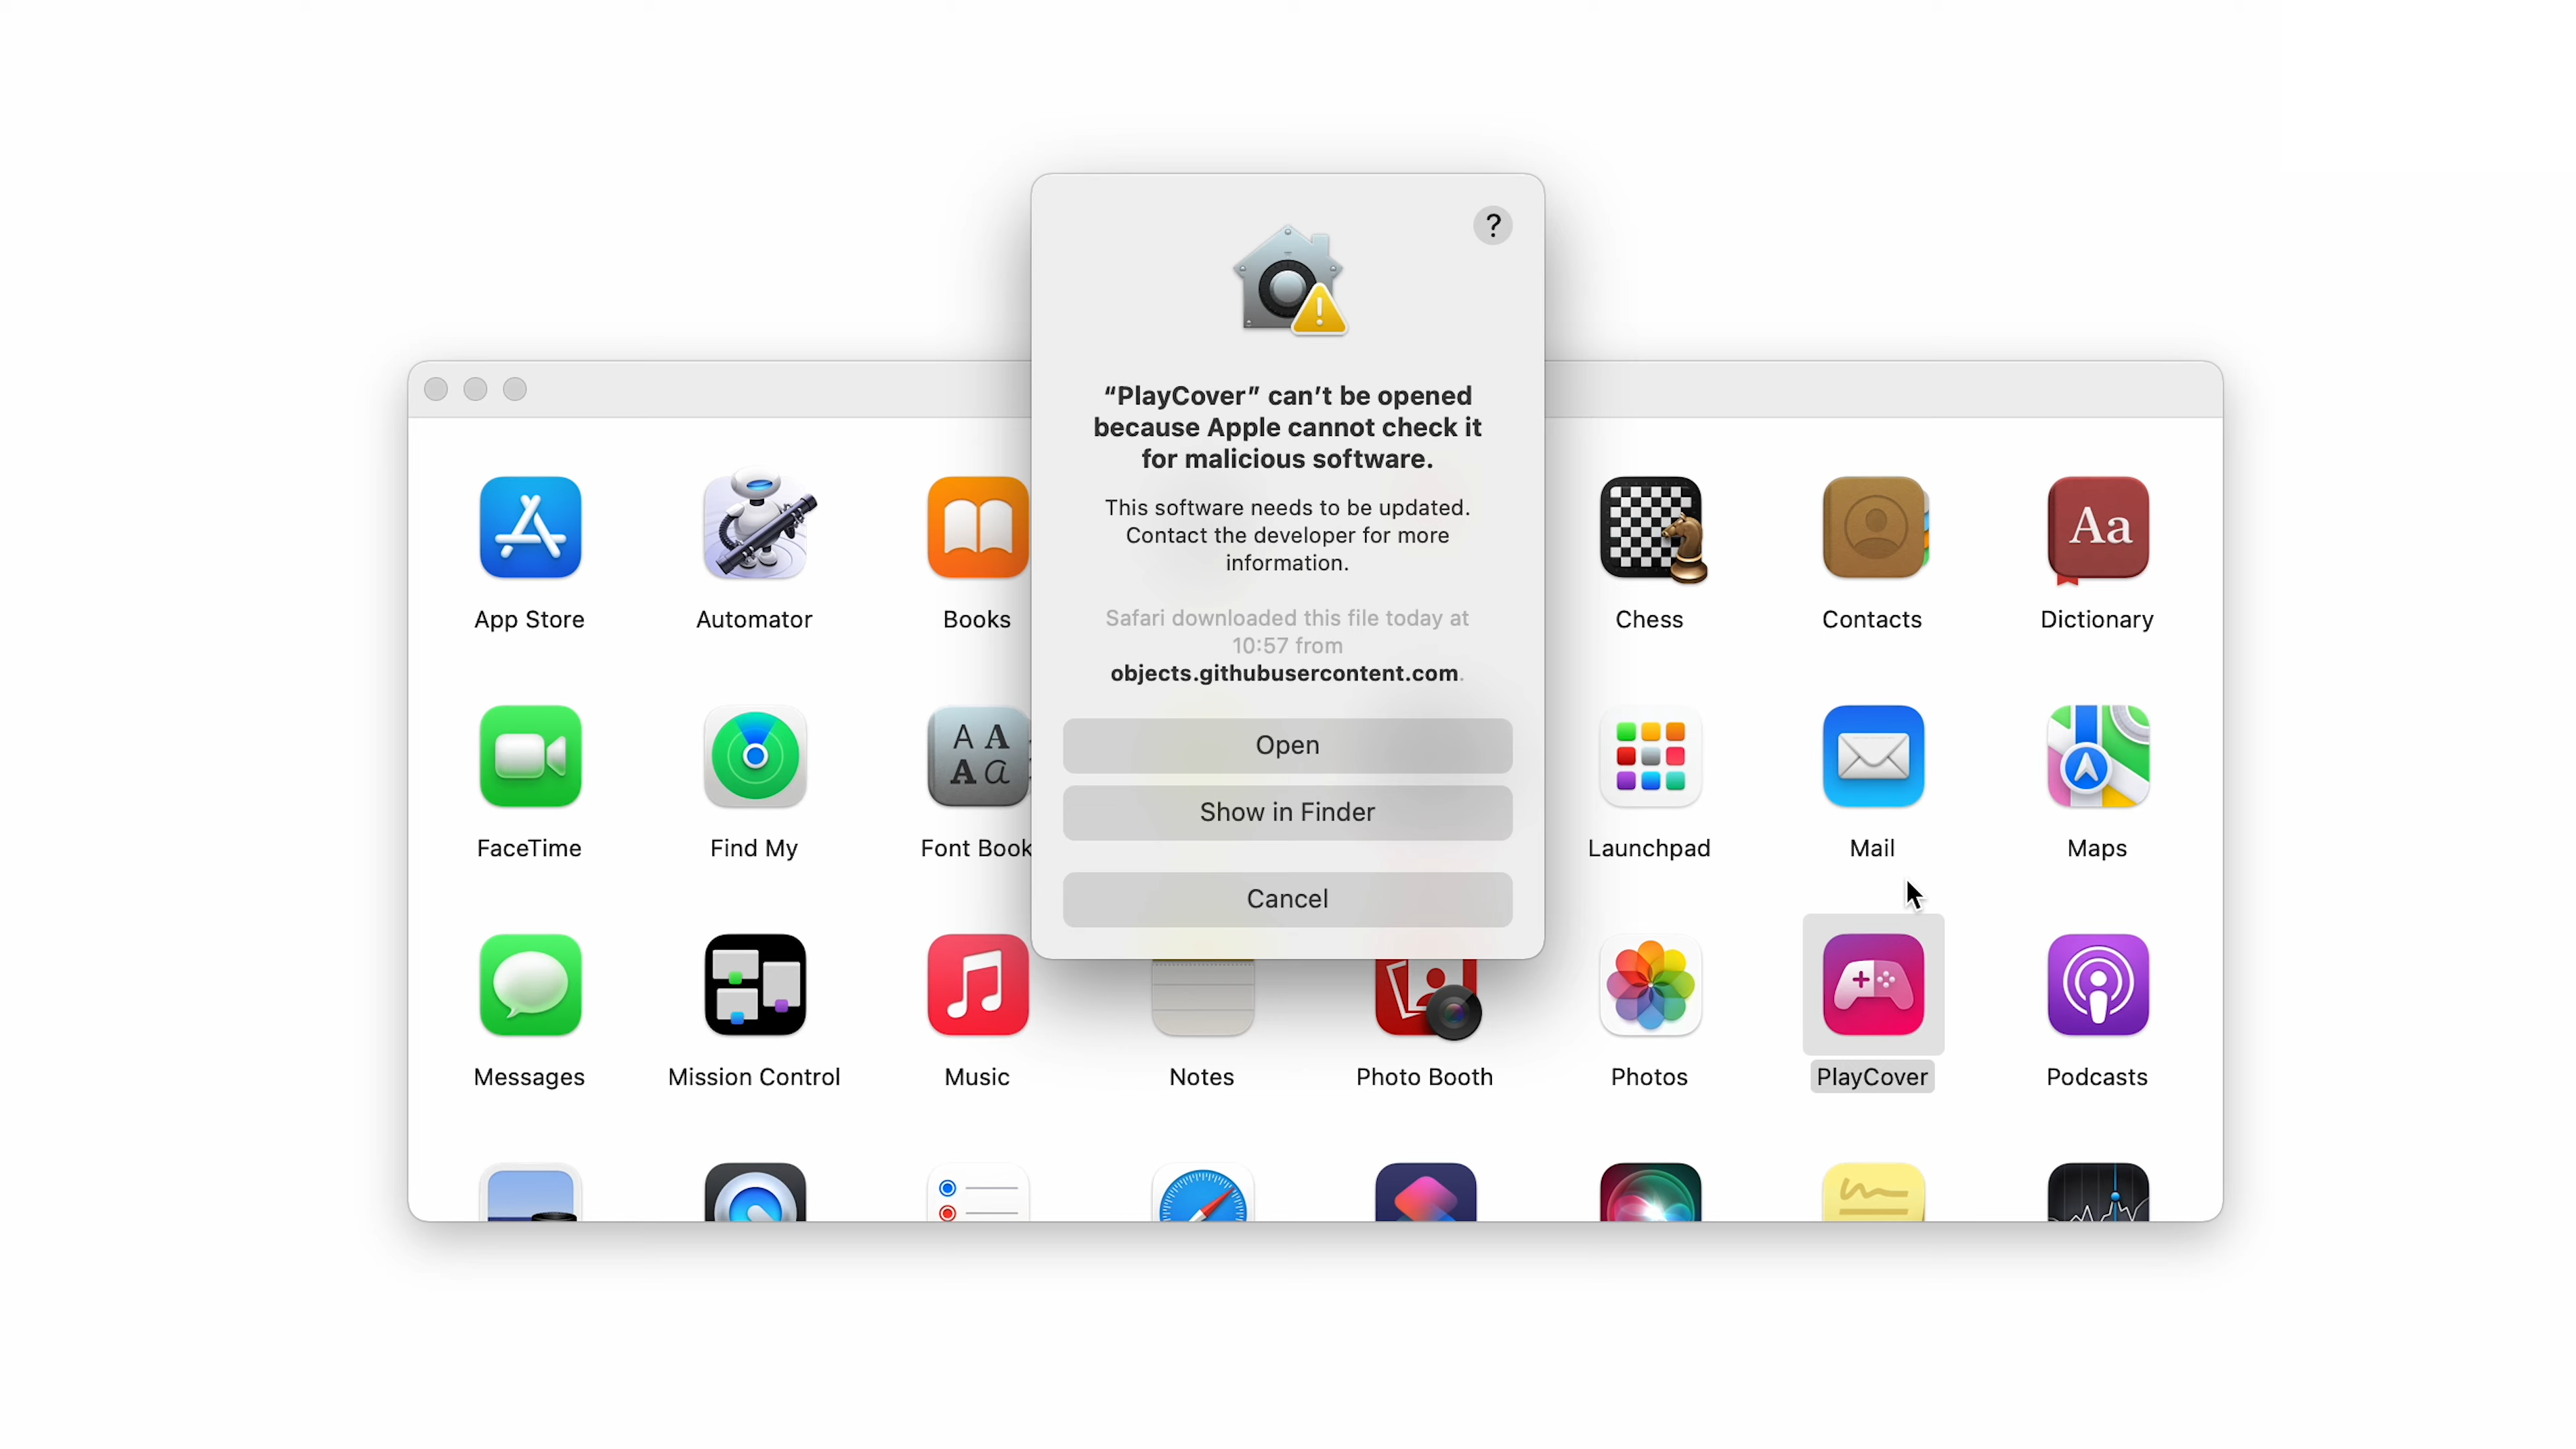 ?
“PlayCover” can’t be opened
because Apple cannot check it
for malicious software.
This software needs to be updated.
Contact the developer for more
information.
Safari downloaded this file today at
10:57 from
objects.githubusercontent.com.
Open
Show in Finder
Cancel
Aa
App Store
Automator
Books
Chess
Contacts
Dictionary
A A
A a
FaceTime
Find My
Font Book
Launchpad
Mail
Maps
Messages
Mission Control
Music
Notes
Photo Booth
Photos
PlayCover
Podcasts